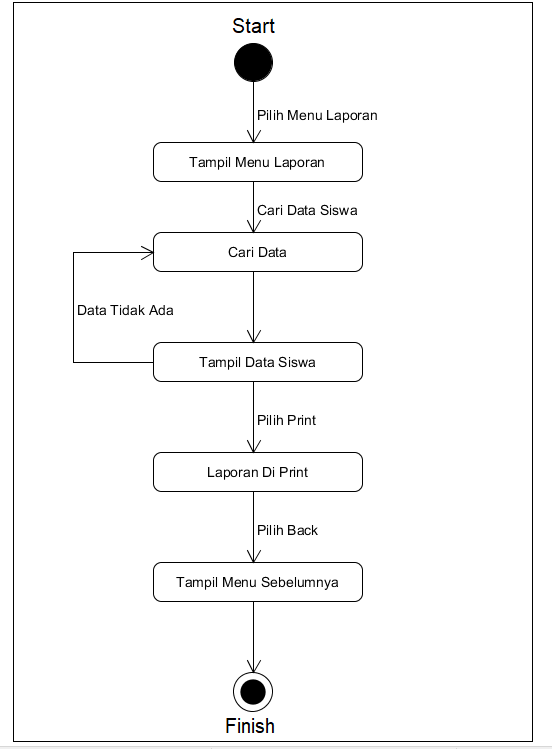 Start
Pilih Menu Laporan
Tampil Menu Laporan
Cari Data Siswa
Cari Data
Data Tidak Ada
Tampil Data Siswa
Pilih Print
Laporan Di Print
Pilih Back
Tampil Menu Sebelumnya
Finish